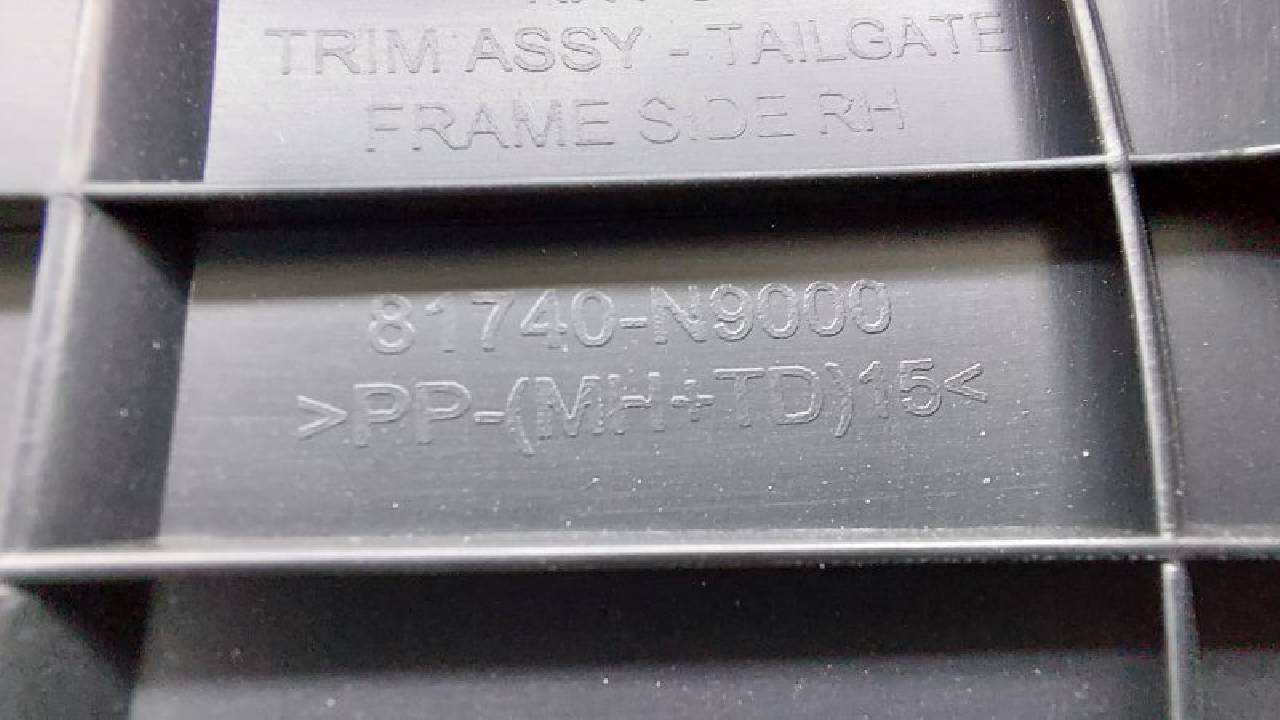 TRIM ASSY - TAILGATE
FRAME SIDE RH
81740-N9000
>PP-(MH+TD)15<